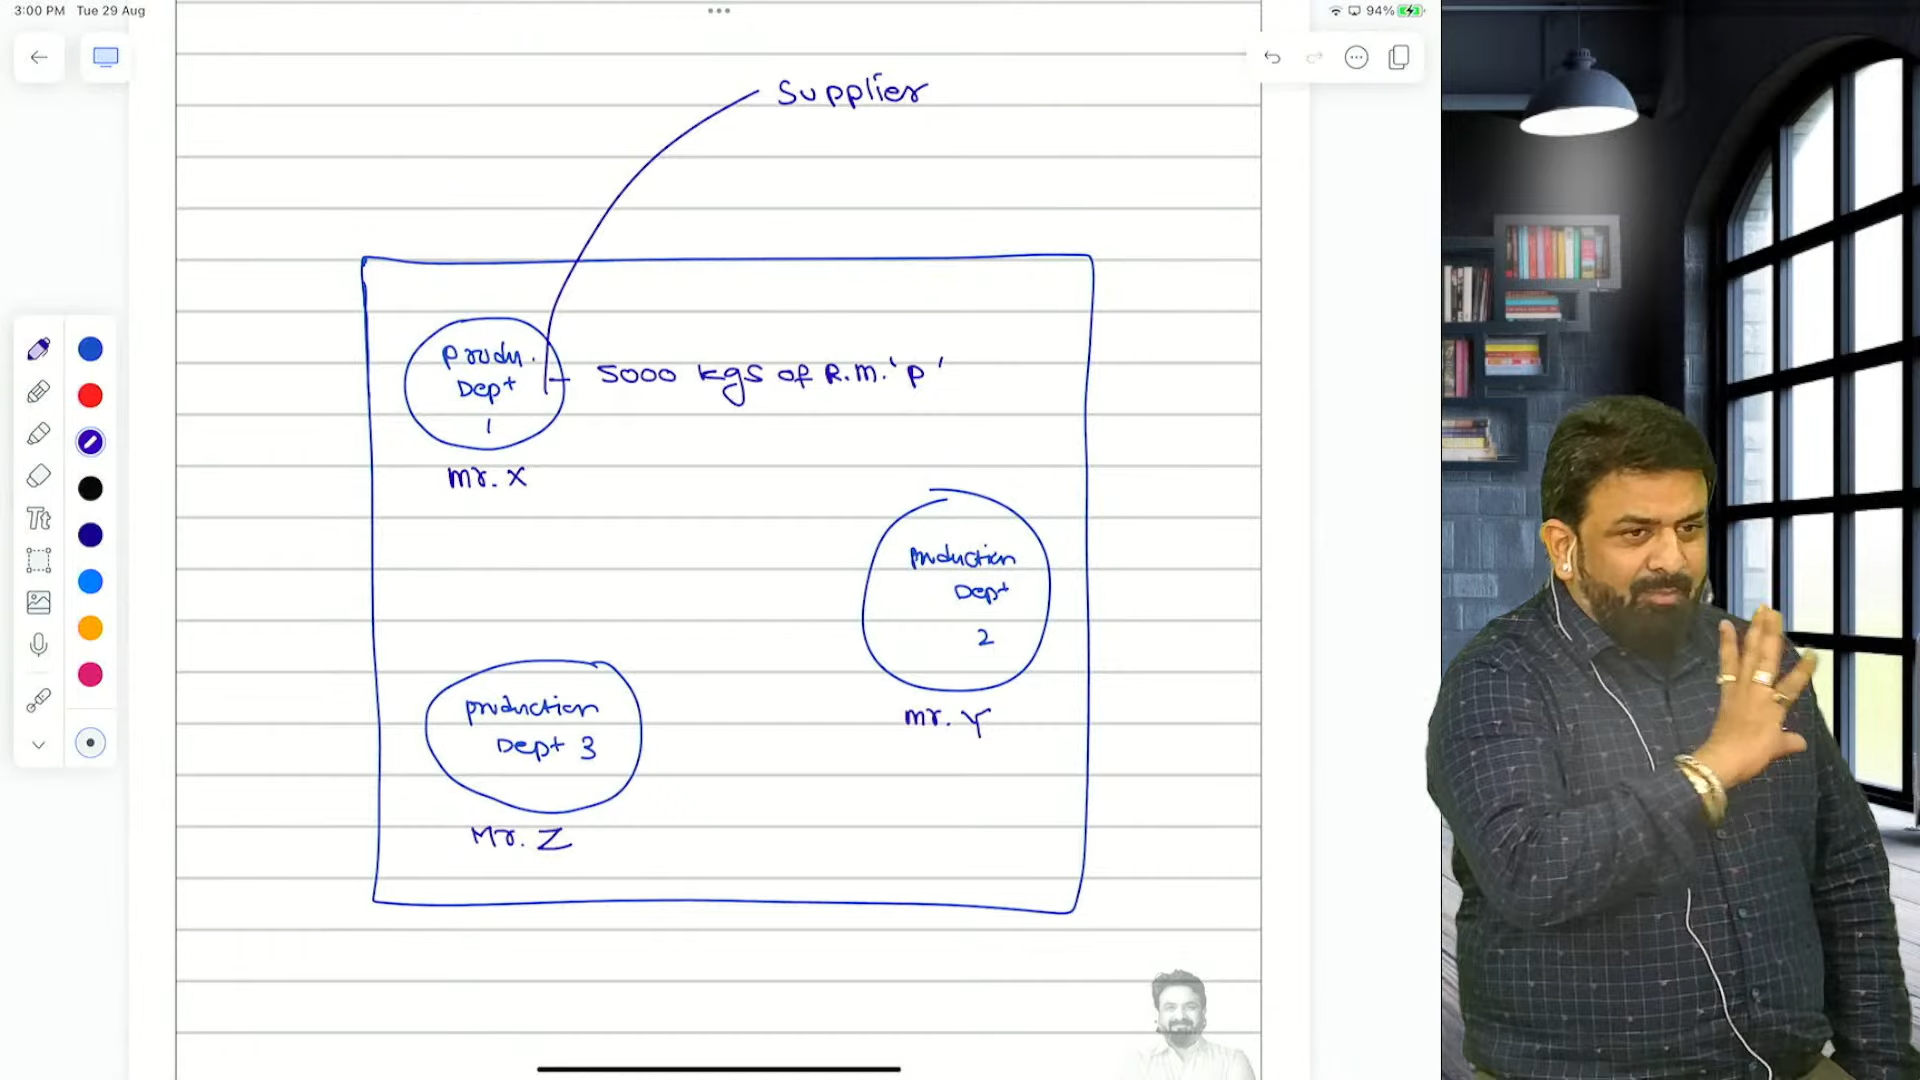 3:00 PM Tue 29 Aug
94%
Supplier
Produ.
Dept
1
5000 kgs of R.M. 'P'
Mr. X
Production
Dept
2
Mr. Y
Production
Dept 3
Mr. Z
Tt